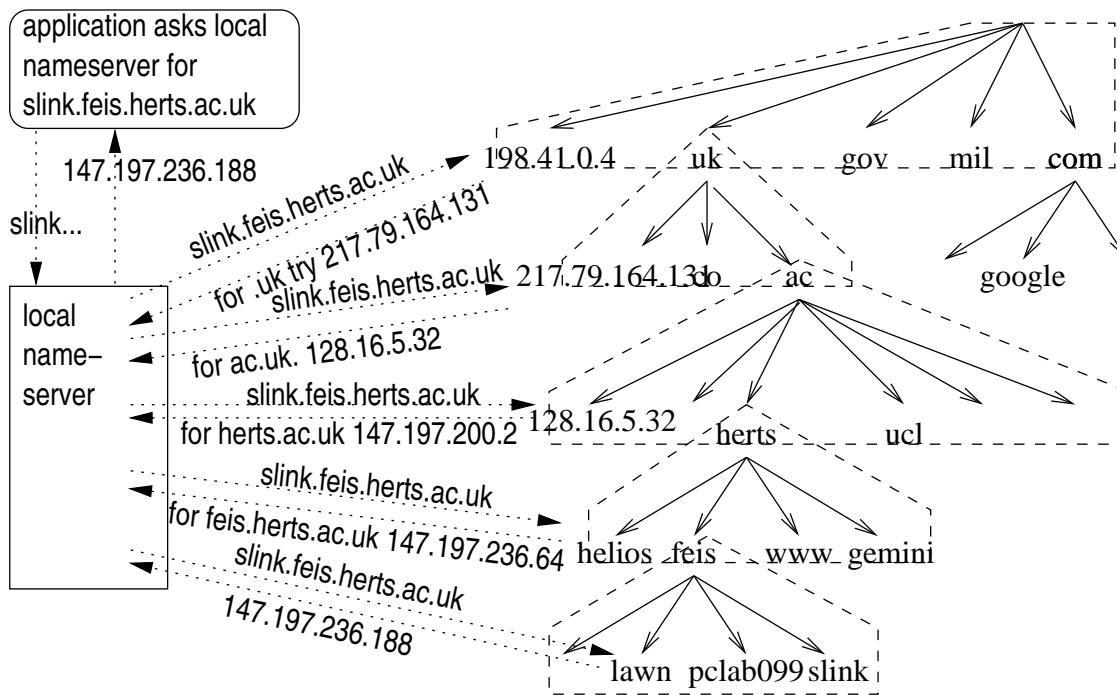 application asks local
nameserver for
slink.feis.herts.ac.uk
147.197.236.188
slink...
local
name-
server
slink.feis.herts.ac.uk
for .uk try 217.79.164.131
slink.feis.herts.ac.uk
for ac.uk. 128.16.5.32
slink.feis.herts.ac.uk
for herts.ac.uk 147.197.200.2
slink.feis.herts.ac.uk
for feis.herts.ac.uk 147.197.236.64
slink.feis.herts.ac.uk
147.197.236.188
198.41.0.4 uk gov mil com
217.79.164.131 co ac google
128.16.5.32 herts ucl
helios feis www gemini
lawn pclab099 slink